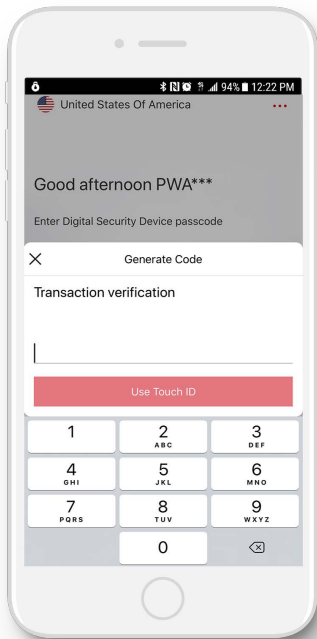 94% 12:22 PM
United States Of America
Good afternoon PWA***
Enter Digital Security Device passcode
Generate Code
Transaction verification
Use Touch ID
1 2 3
ABC DEF
4 5 6
GHI JKL MNO
7 8 9
PQRS TUV WXYZ
0